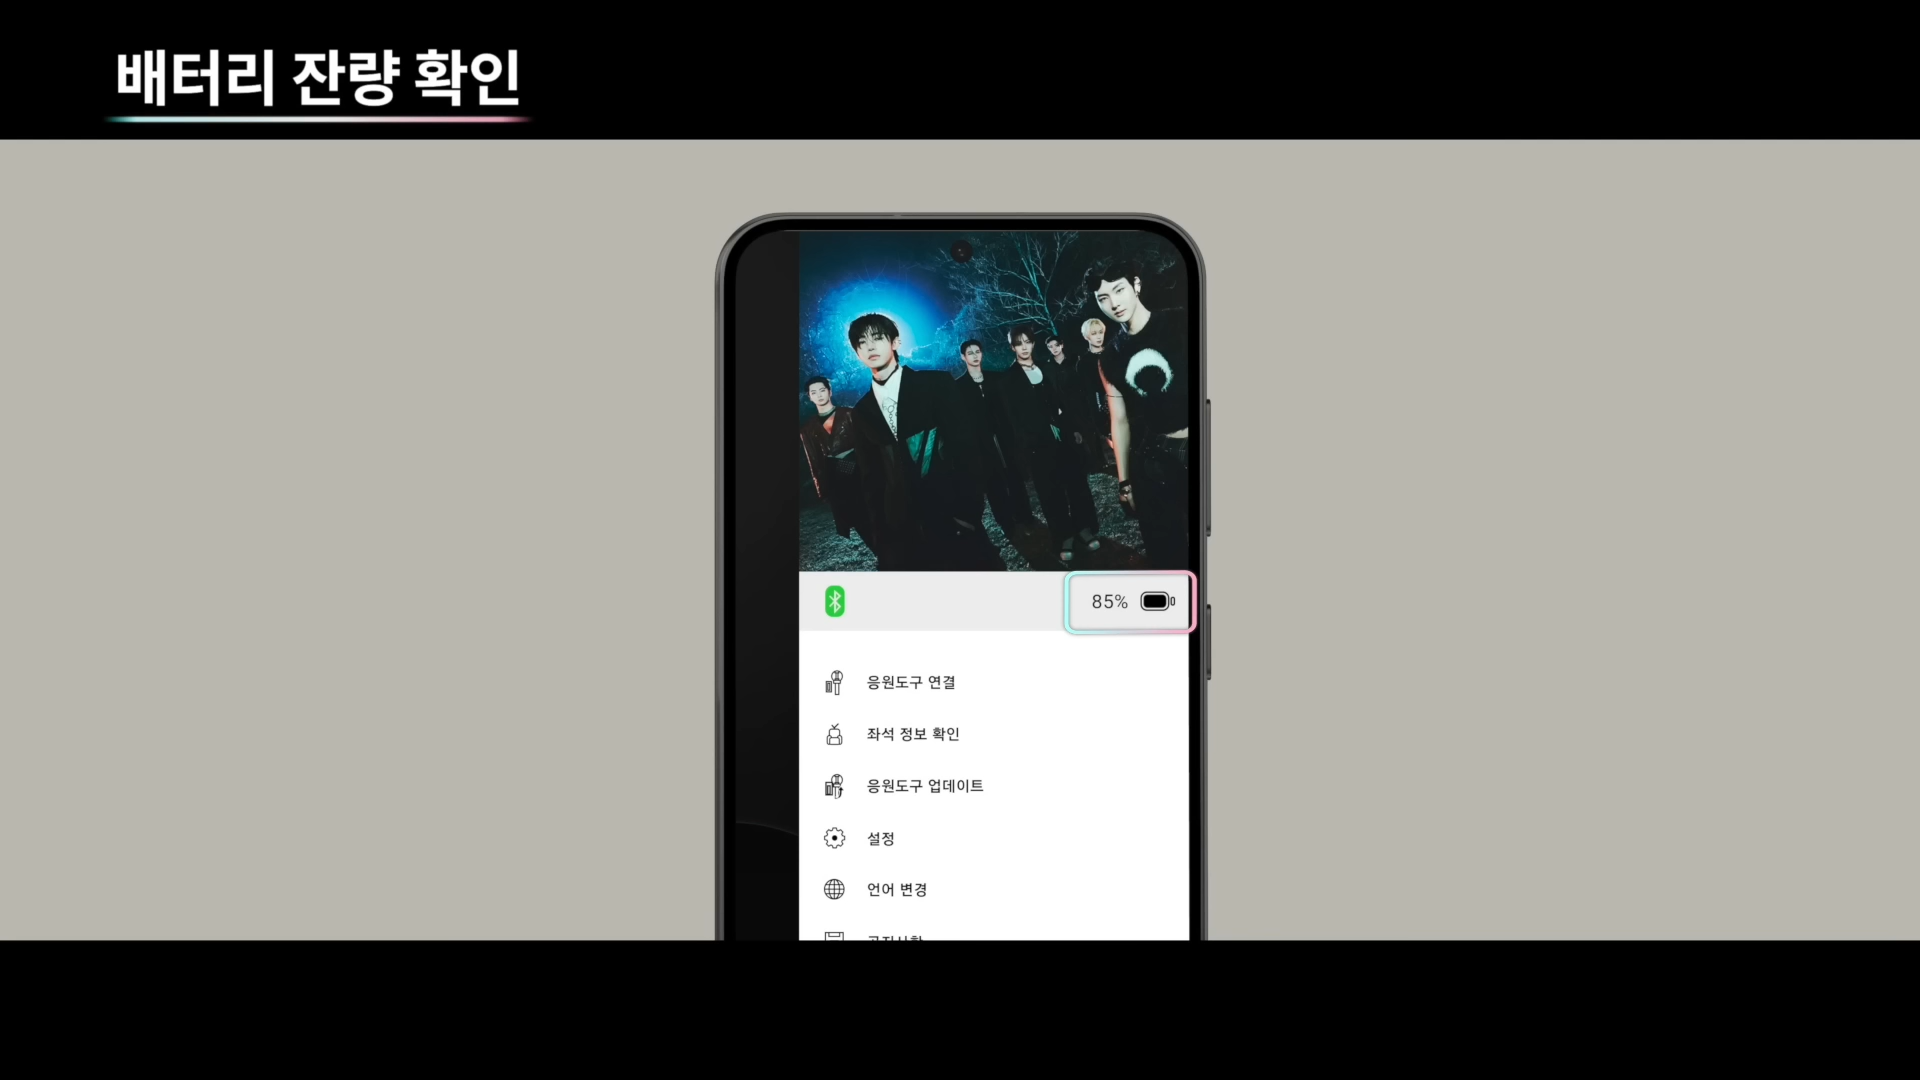 배터리 잔량 확인
85%
응원도구 연결
좌석 정보 확인
응원도구 업데이트
설정
언어 변경